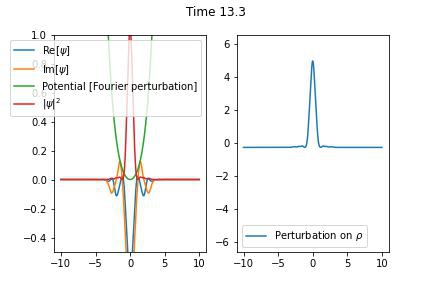 Time 13.3
1.0
0.8
0.6
0.4
0.2
0.0
−0.2
−0.4
Re[ψ]
Im[ψ]
Potential [Fourier perturbation]
|ψ|²
−10 −5 0 5 10
6
4
2
0
−2
−4
−6
Perturbation on ρ
−10 −5 0 5 10